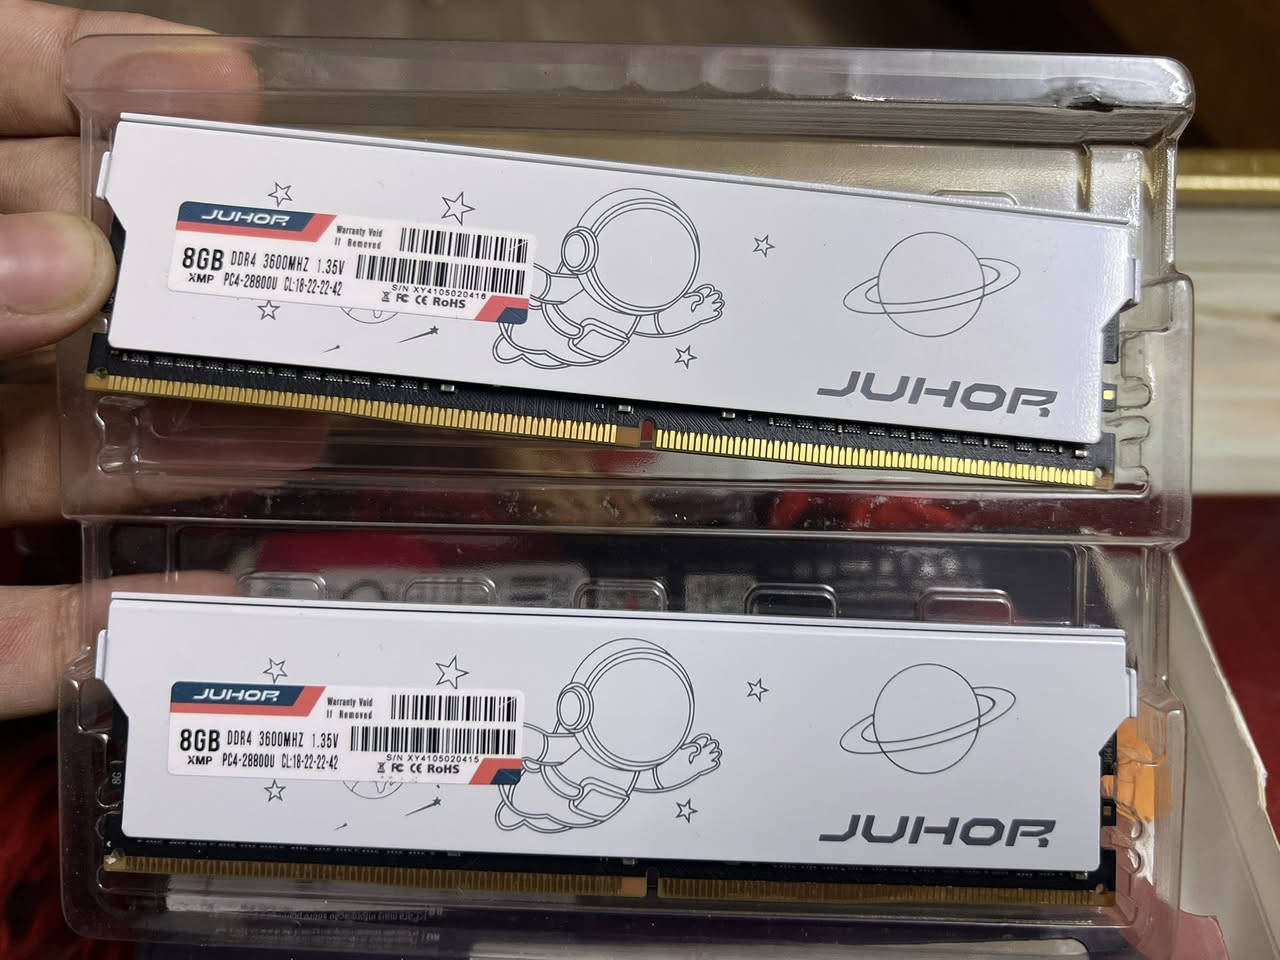 JUHOR
Warranty Void
If Removed
8GB DDR4 3600MHZ 1.35V
XMP PC4-28800U CL:18-22-22-42
S/N XY4105020416
FC CE RoHS
JUHOR
JUHOR
Warranty Void
If Removed
8GB DDR4 3600MHZ 1.35V
XMP PC4-28800U CL:18-22-22-42
S/N XY4105020415
FC CE RoHS
8G
JUHOR